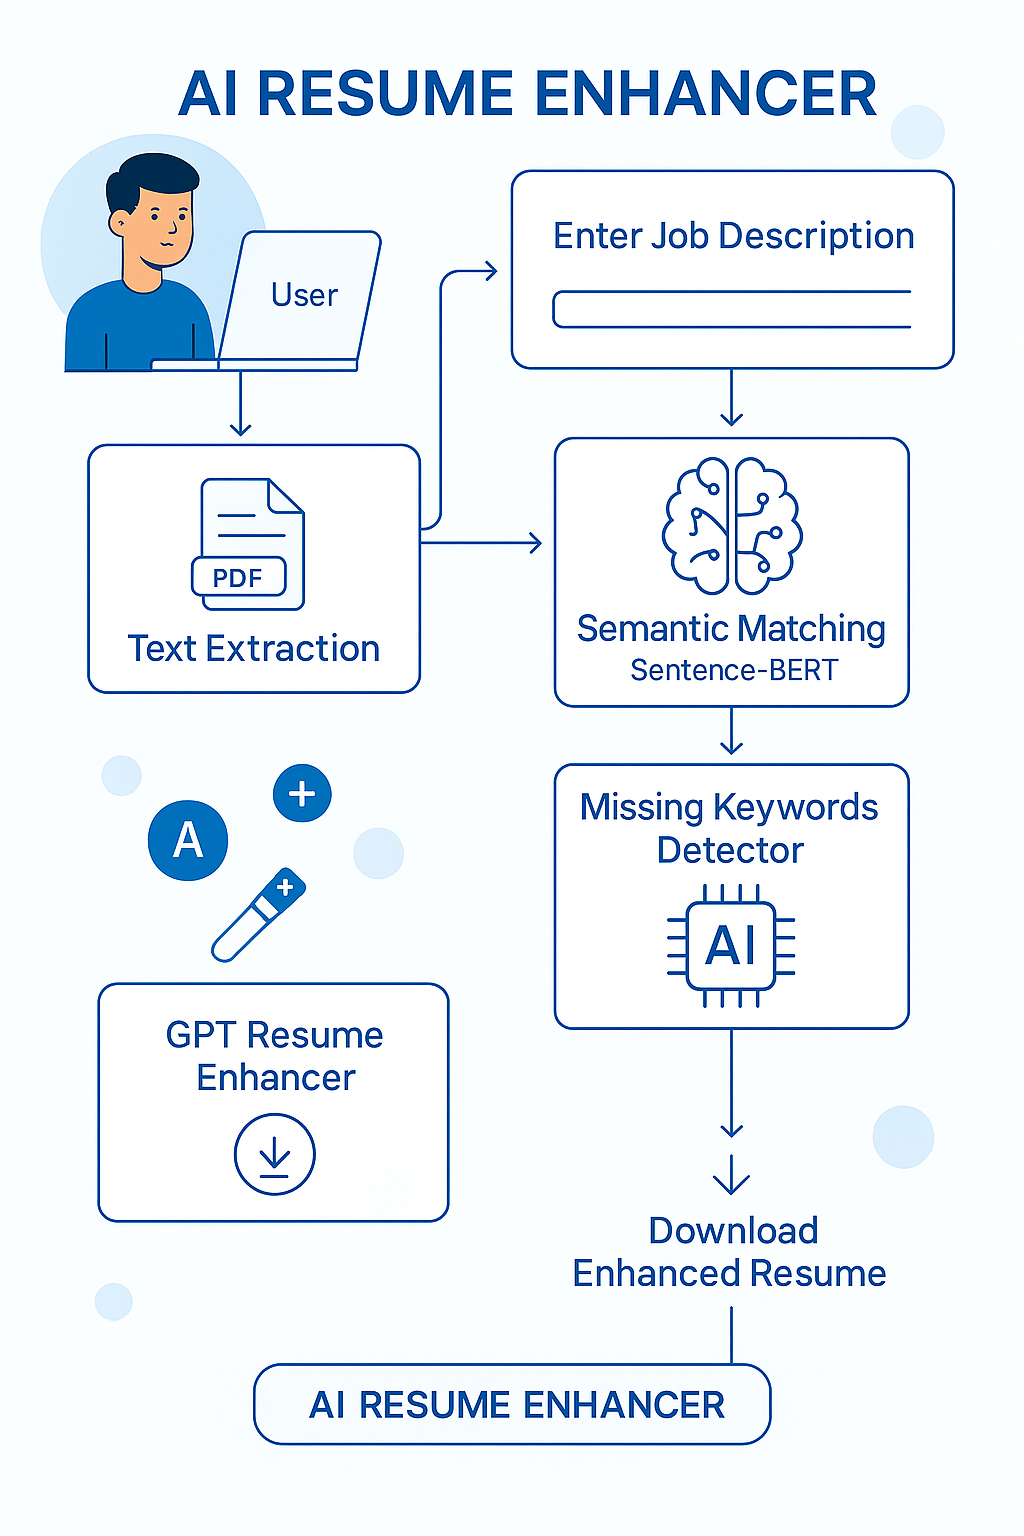 AI RESUME ENHANCER
User
Enter Job Description
PDF
Text Extraction
Semantic Matching
Sentence-BERT
Missing Keywords
Detector
AI
A
+
+
GPT Resume
Enhancer
Download
Enhanced Resume
AI RESUME ENHANCER